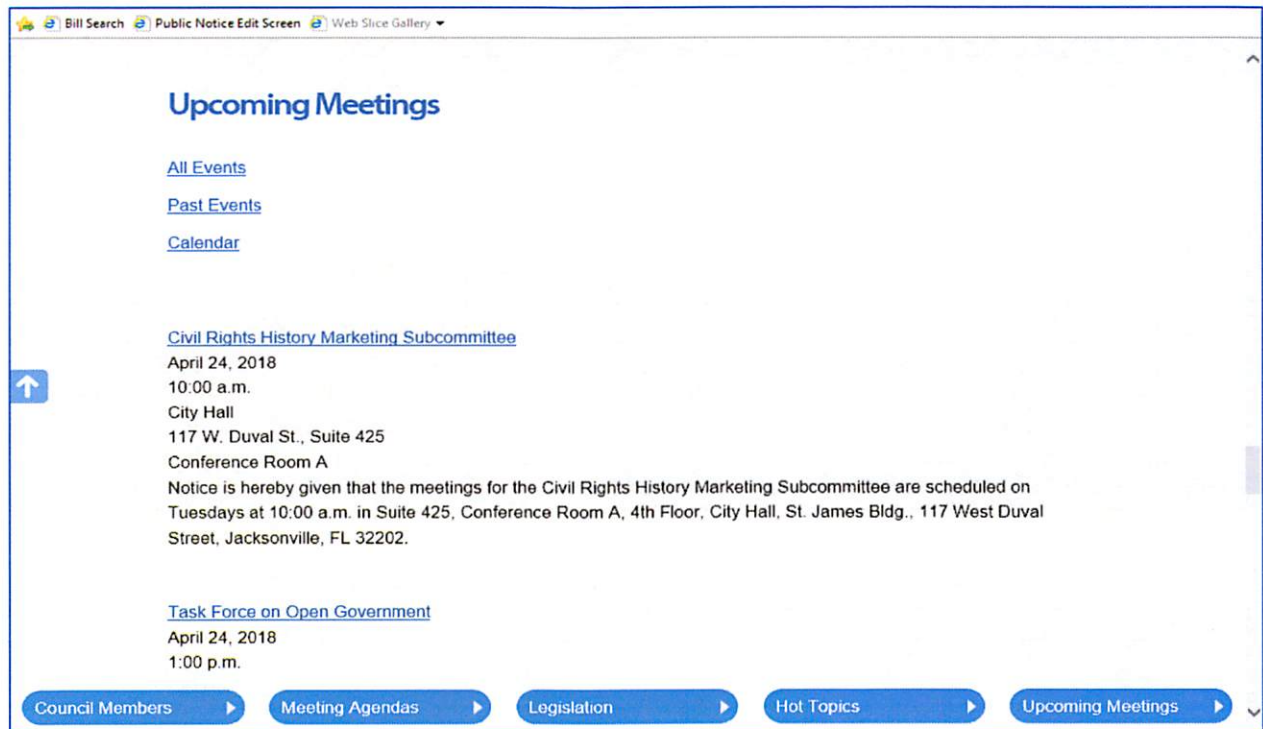 Bill Search Public Notice Edit Screen Web Slice Gallery
Upcoming Meetings
All Events
Past Events
Calendar
Civil Rights History Marketing Subcommittee
April 24, 2018
10:00 a.m.
City Hall
117 W. Duval St., Suite 425
Conference Room A
Notice is hereby given that the meetings for the Civil Rights History Marketing Subcommittee are scheduled on
Tuesdays at 10:00 a.m. in Suite 425, Conference Room A, 4th Floor, City Hall, St. James Bldg., 117 West Duval
Street, Jacksonville, FL 32202.
Task Force on Open Government
April 24, 2018
1:00 p.m.
Council Members Meeting Agendas Legislation Hot Topics Upcoming Meetings